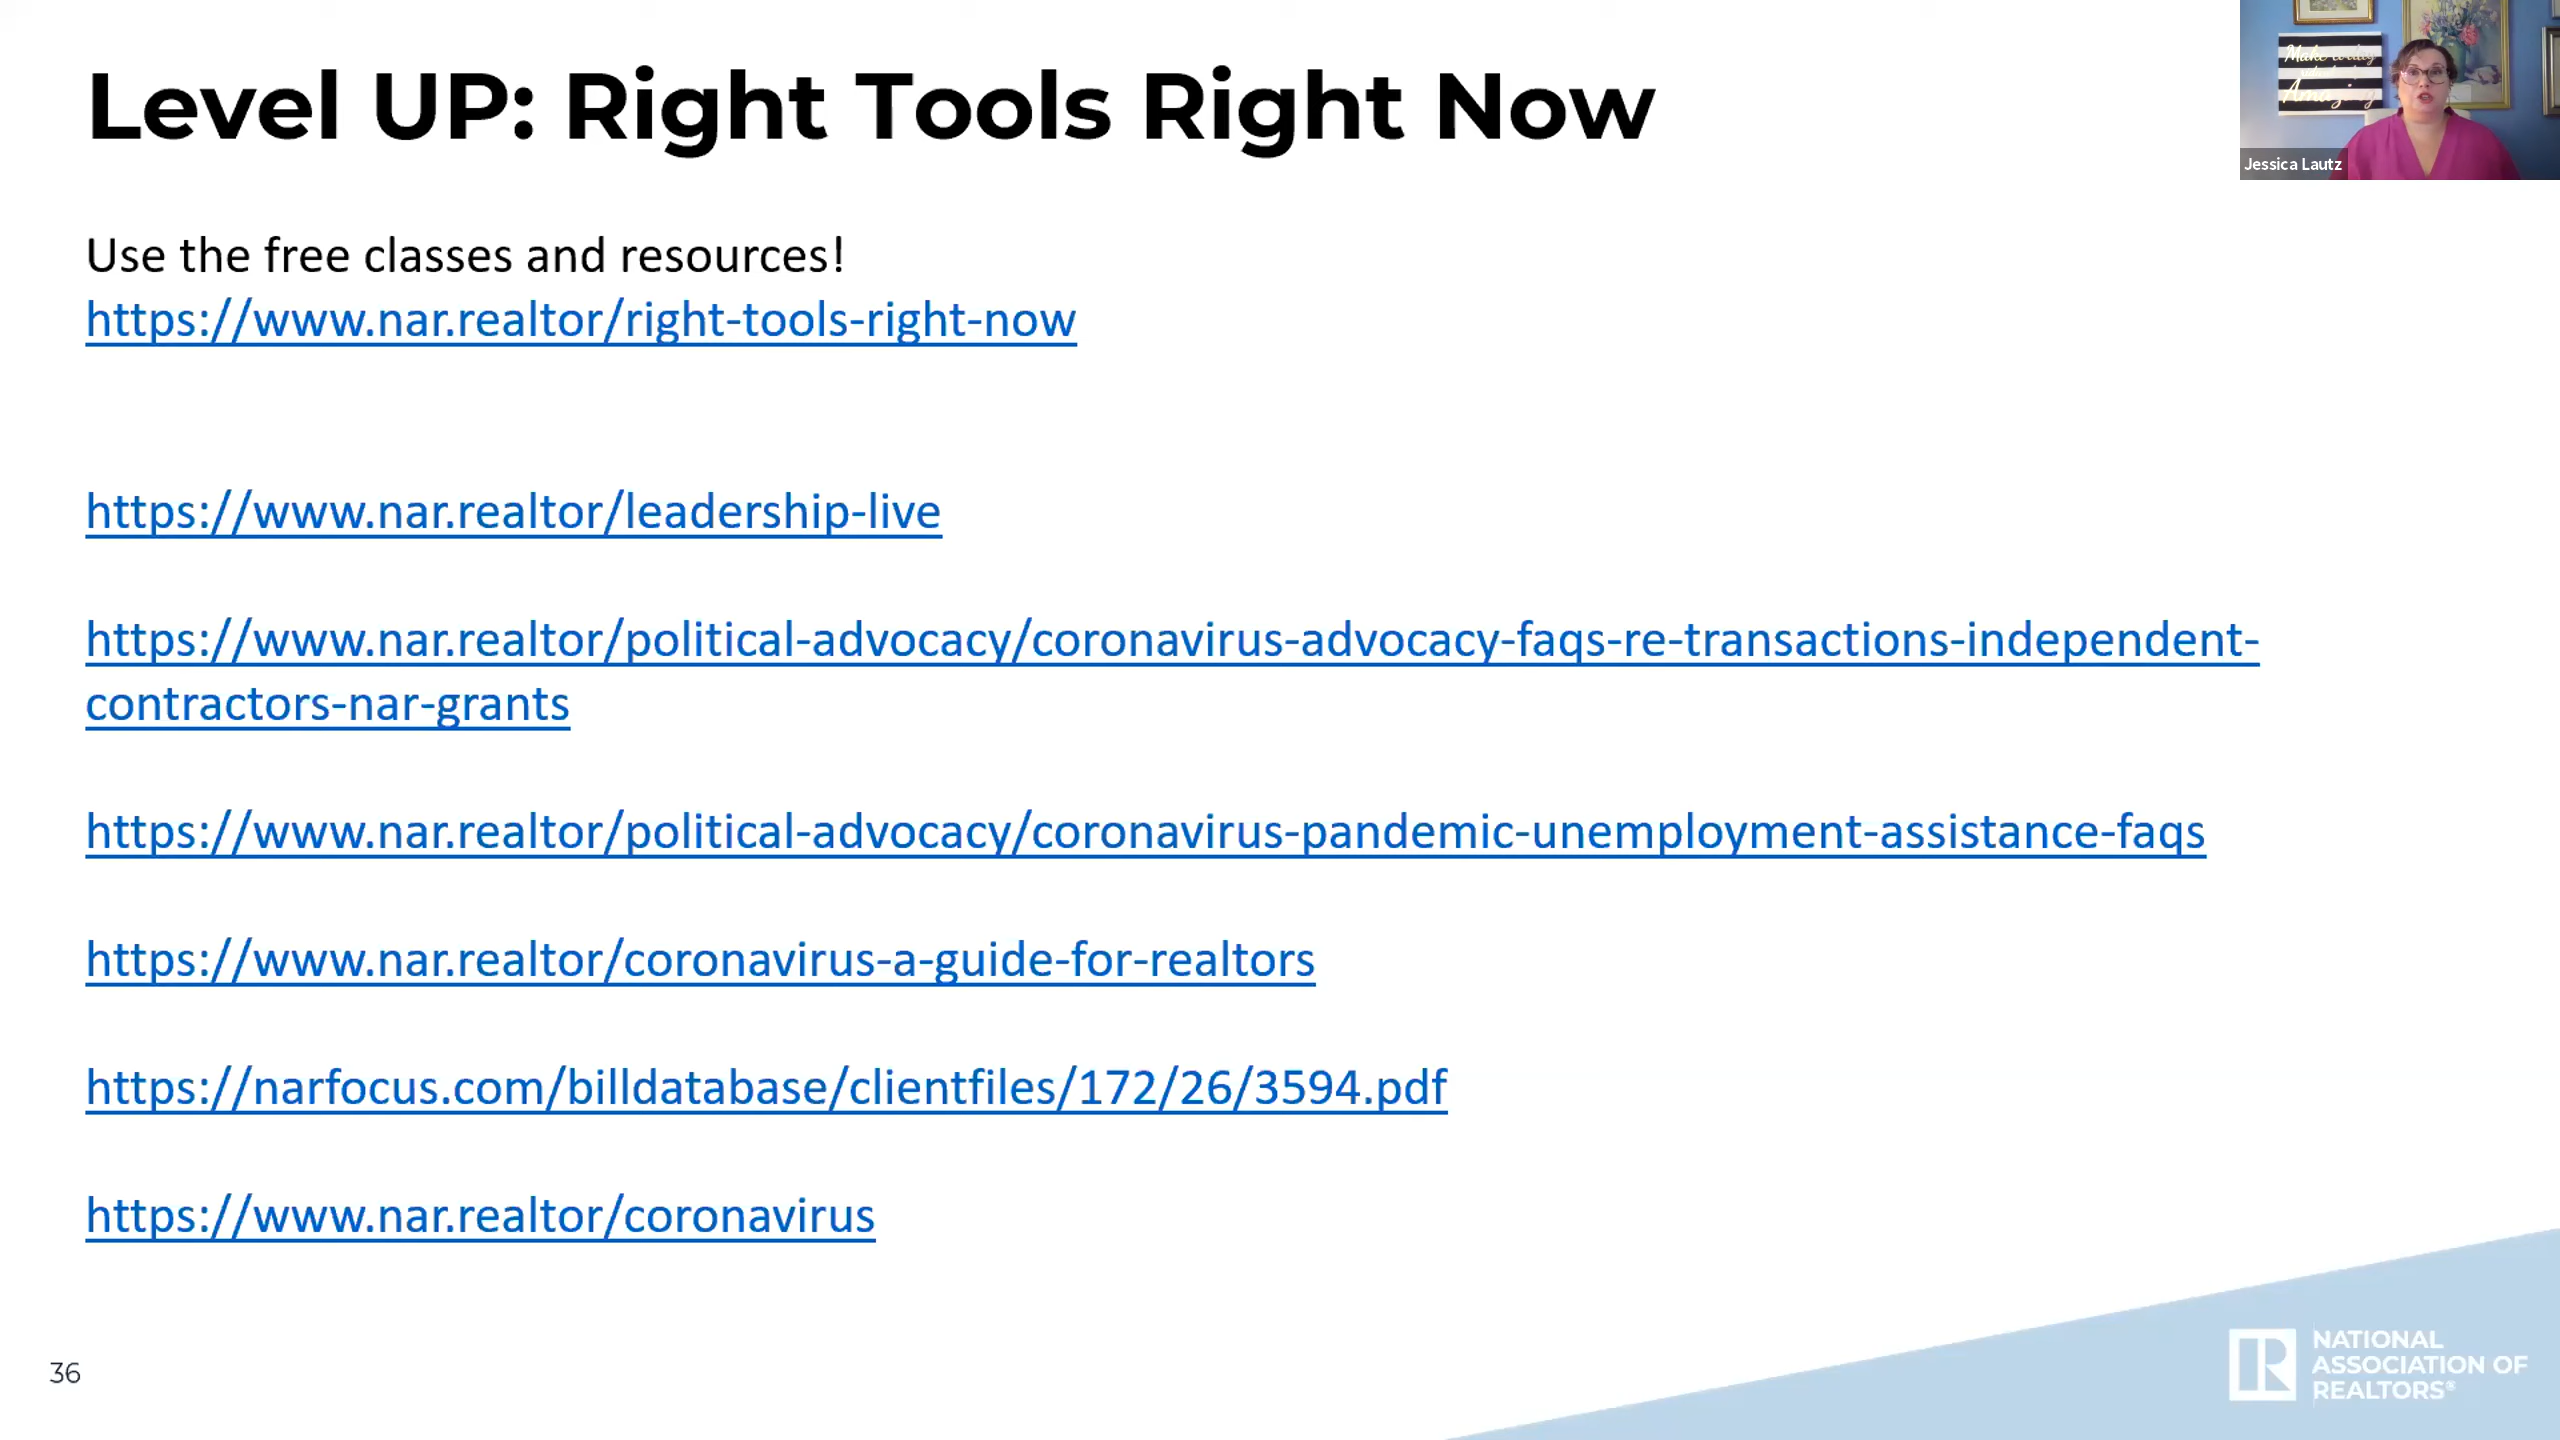 Level UP: Right Tools Right Now
Make today
Amazing
Jessica Lautz
Use the free classes and resources!
https://www.nar.realtor/right-tools-right-now
https://www.nar.realtor/leadership-live
https://www.nar.realtor/political-advocacy/coronavirus-advocacy-faqs-re-transactions-independent-
contractors-nar-grants
https://www.nar.realtor/political-advocacy/coronavirus-pandemic-unemployment-assistance-faqs
https://www.nar.realtor/coronavirus-a-guide-for-realtors
https://narfocus.com/billdatabase/clientfiles/172/26/3594.pdf
https://www.nar.realtor/coronavirus
36
NATIONAL
ASSOCIATION OF
REALTORS®